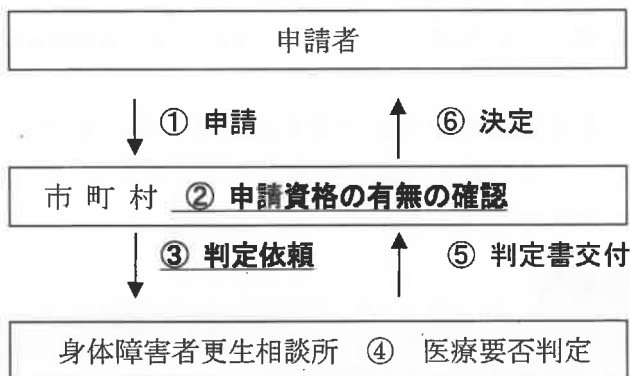 申請者
① 申請
⑥ 決定
市町村 ② 申請資格の有無の確認
③ 判定依頼
⑤ 判定書交付
身体障害者更生相談所 ④ 医療要否判定